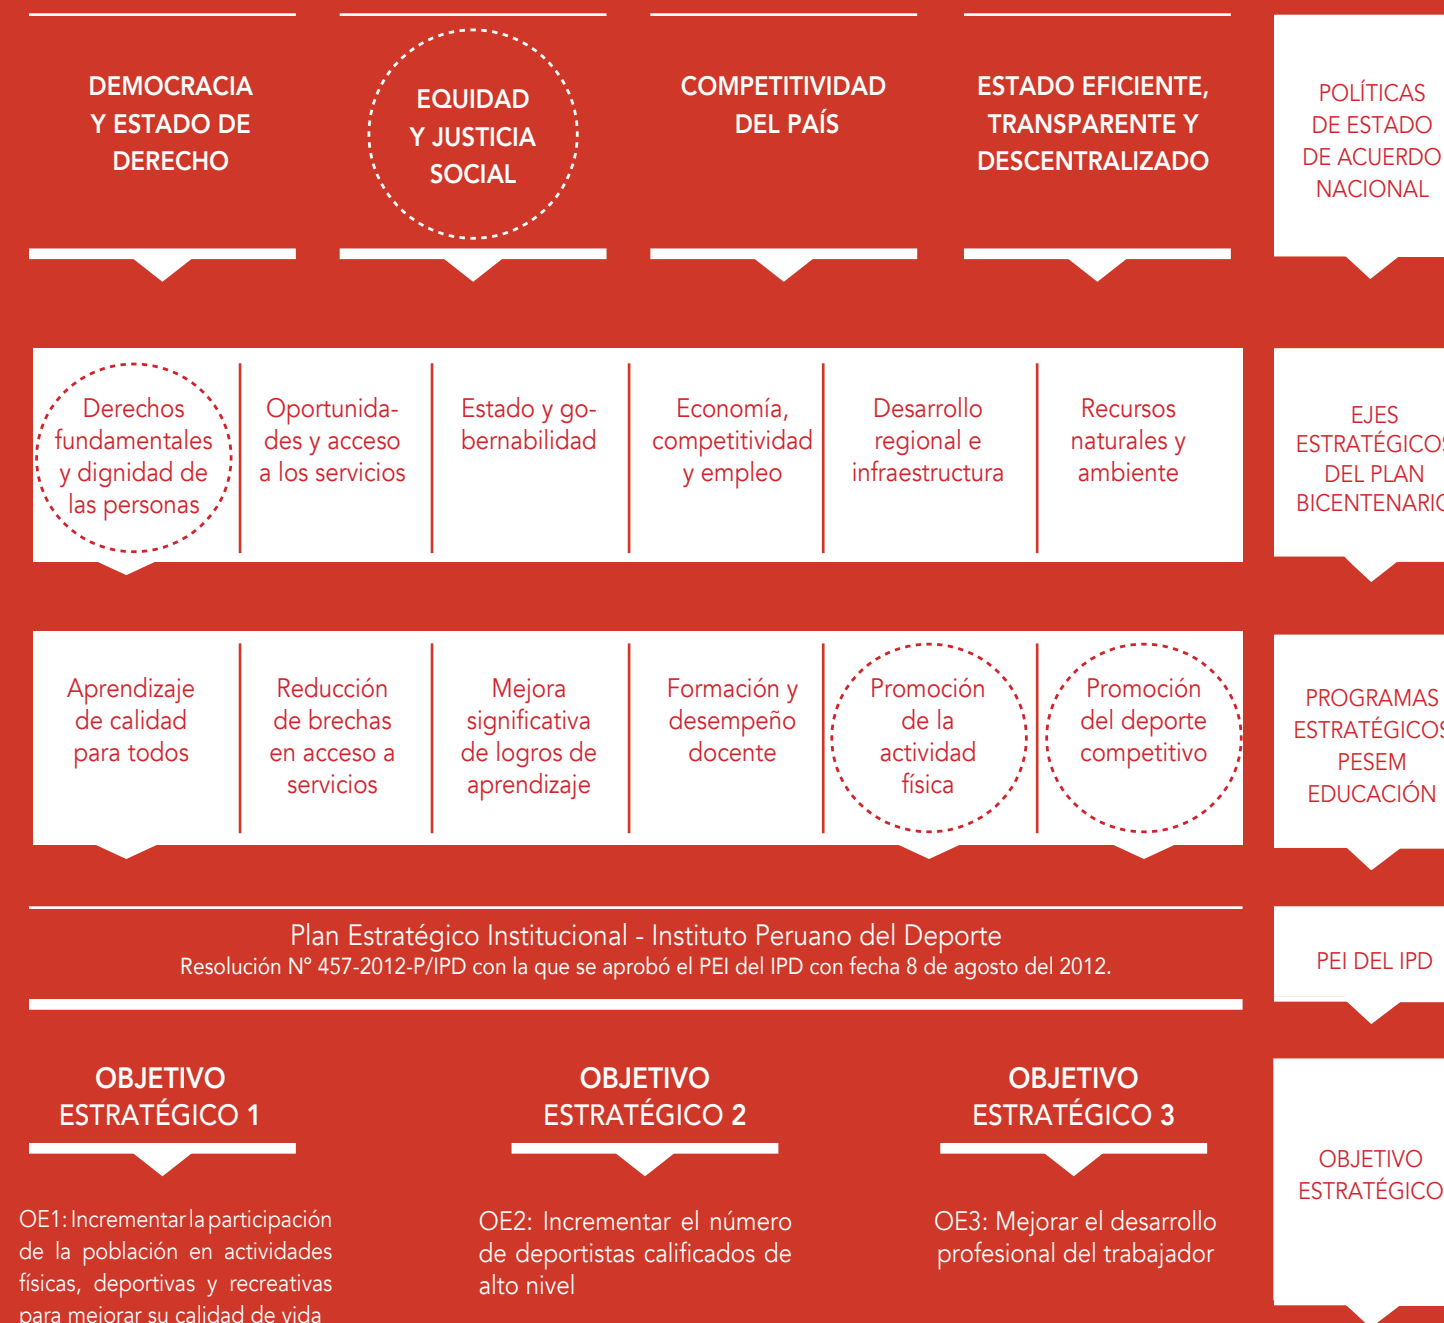 DEMOCRACIA
Y ESTADO DE
DERECHO
EQUIDAD
Y JUSTICIA
SOCIAL
COMPETITIVIDAD
DEL PAÍS
ESTADO EFICIENTE,
TRANSPARENTE Y
DESCENTRALIZADO
POLÍTICAS
DE ESTADO
DE ACUERDO
NACIONAL
Derechos
fundamentales
y dignidad de
las personas
Oportunida-
des y acceso
a los servicios
Estado y go-
bernabilidad
Economía,
competitividad
y empleo
Desarrollo
regional e
infraestructura
Recursos
naturales y
ambiente
EJES
ESTRATÉGICOS
DEL PLAN
BICENTENARIO
Aprendizaje
de calidad
para todos
Reducción
de brechas
en acceso a
servicios
Mejora
significativa
de logros de
aprendizaje
Formación y
desempeño
docente
Promoción
de la
actividad
física
Promoción
del deporte
competitivo
PROGRAMAS
ESTRATÉGICOS
PESEM
EDUCACIÓN
Plan Estratégico Institucional - Instituto Peruano del Deporte
Resolución Nº 457-2012-P/IPD con la que se aprobó el PEI del IPD con fecha 8 de agosto del 2012.
PEI DEL IPD
OBJETIVO
ESTRATÉGICO 1
OE1: Incrementar la participación
de la población en actividades
físicas, deportivas y recreativas
para mejorar su calidad de vida
OBJETIVO
ESTRATÉGICO 2
OE2: Incrementar el número
de deportistas calificados de
alto nivel
OBJETIVO
ESTRATÉGICO 3
OE3: Mejorar el desarrollo
profesional del trabajador
OBJETIVO
ESTRATÉGICO